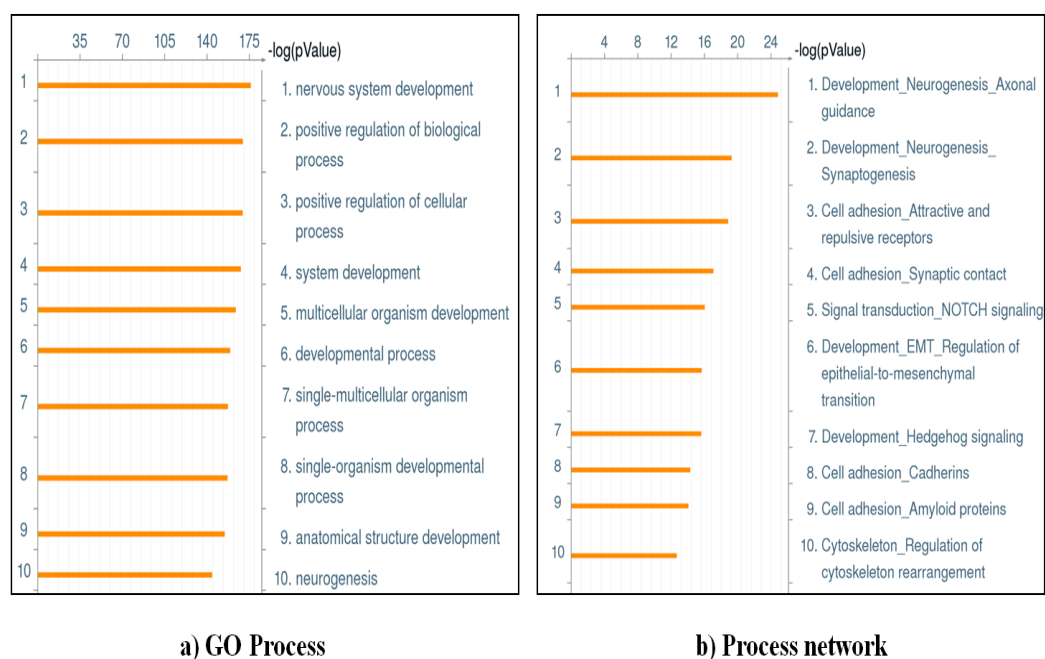 35 70 105 140 175 -log(pValue)
1
1. nervous system development
2
2. positive regulation of biological
process
3
3. positive regulation of cellular
process
4
4. system development
5
5. multicellular organism development
6
6. developmental process
7
7. single-multicellular organism
process
8
8. single-organism developmental
process
9
9. anatomical structure development
10
10. neurogenesis
a) GO Process
4 8 12 16 20 24 -log(pValue)
1
1. Development_Neurogenesis_Axonal
guidance
2
2. Development_Neurogenesis_
Synaptogenesis
3
3. Cell adhesion_Attractive and
repulsive receptors
4
4. Cell adhesion_Synaptic contact
5
5. Signal transduction_NOTCH signaling
6
6. Development_EMT_Regulation of
epithelial-to-mesenchymal
transition
7
7. Development_Hedgehog signaling
8
8. Cell adhesion_Cadherins
9
9. Cell adhesion_Amyloid proteins
10
10. Cytoskeleton_Regulation of
cytoskeleton rearrangement
b) Process network